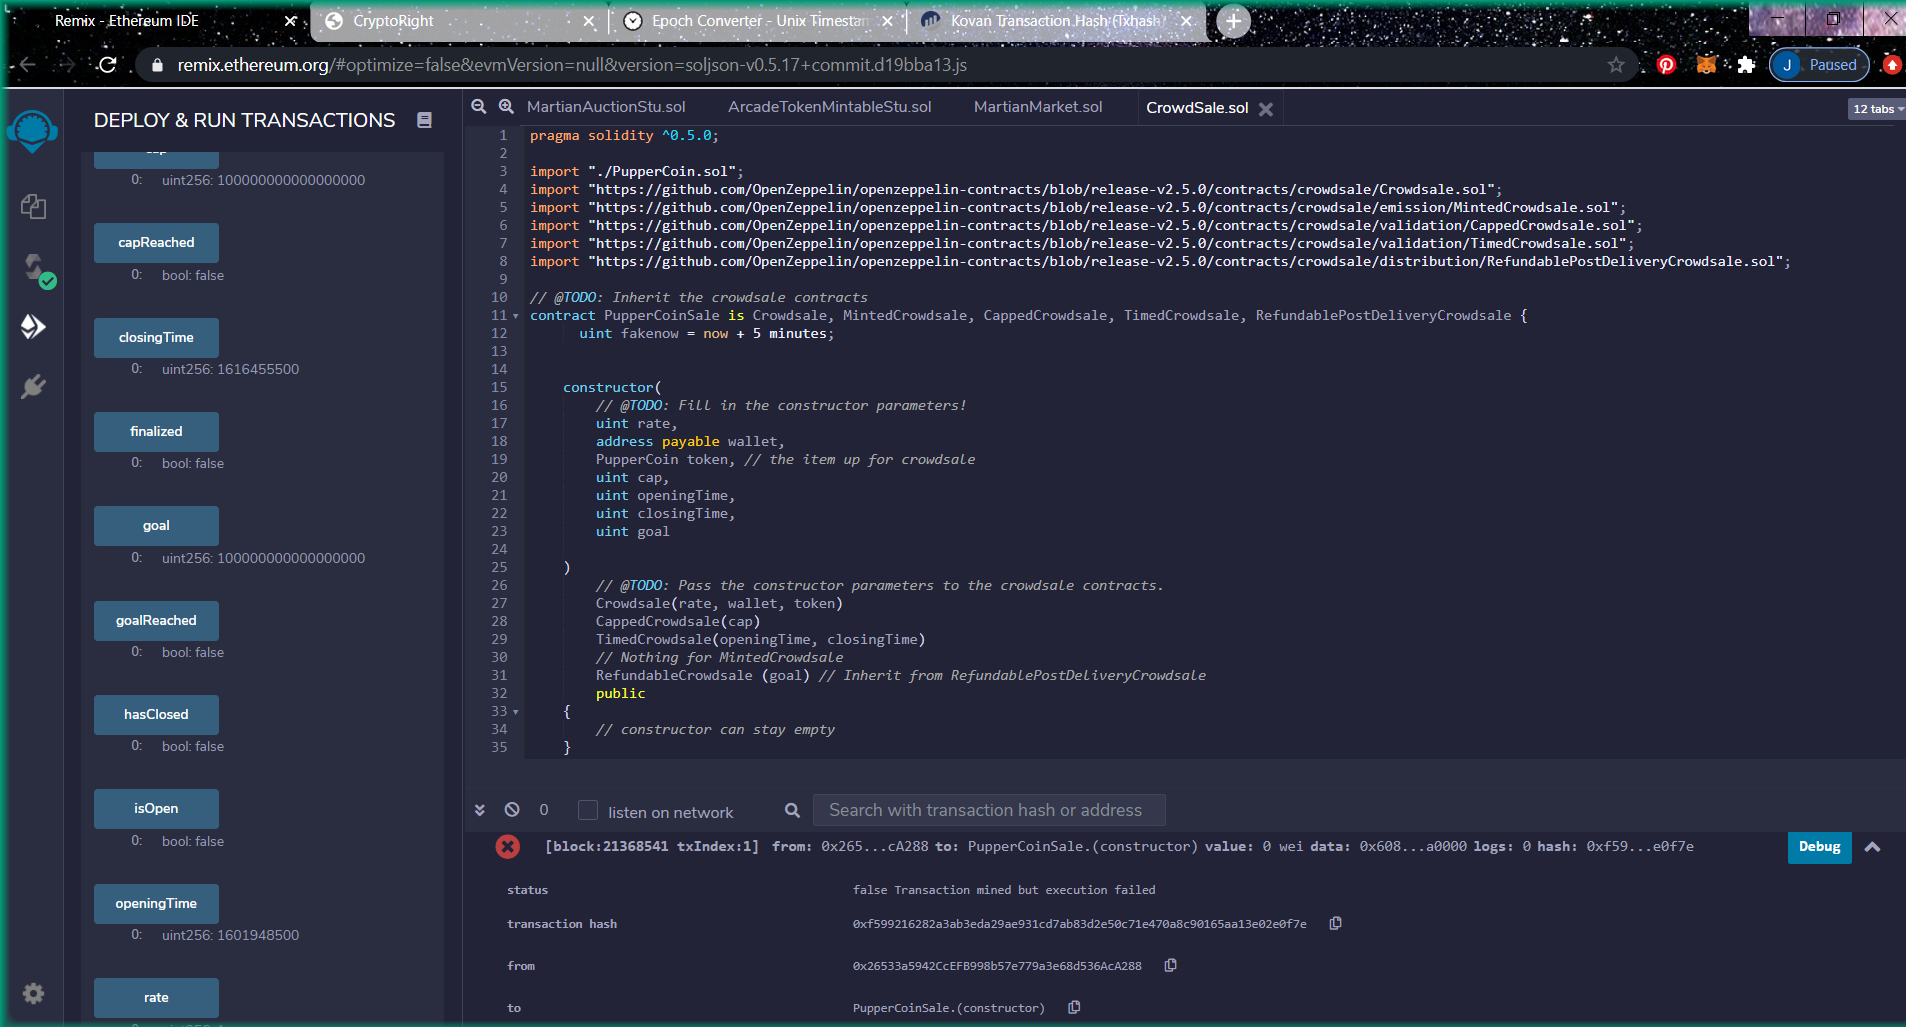 Remix - Ethereum IDE
CryptoRight
Epoch Converter - Unix Timestam
Kovan Transaction Hash (Txhash)
remix.ethereum.org/#optimize=false&evmVersion=null&version=soljson-v0.5.17+commit.d19bba13.js
J Paused
DEPLOY & RUN TRANSACTIONS
MartianAuctionStu.sol
ArcadeTokenMintableStu.sol
MartianMarket.sol
CrowdSale.sol
12 tabs
cap
0: uint256: 100000000000000000
capReached
0: bool: false
closingTime
0: uint256: 1616455500
finalized
0: bool: false
goal
0: uint256: 100000000000000000
goalReached
0: bool: false
hasClosed
0: bool: false
isOpen
0: bool: false
openingTime
0: uint256: 1601948500
rate
1 pragma solidity ^0.5.0;
2
3 import "./PupperCoin.sol";
4 import "https://github.com/OpenZeppelin/openzeppelin-contracts/blob/release-v2.5.0/contracts/crowdsale/Crowdsale.sol";
5 import "https://github.com/OpenZeppelin/openzeppelin-contracts/blob/release-v2.5.0/contracts/crowdsale/emission/MintedCrowdsale.sol";
6 import "https://github.com/OpenZeppelin/openzeppelin-contracts/blob/release-v2.5.0/contracts/crowdsale/validation/CappedCrowdsale.sol";
7 import "https://github.com/OpenZeppelin/openzeppelin-contracts/blob/release-v2.5.0/contracts/crowdsale/validation/TimedCrowdsale.sol";
8 import "https://github.com/OpenZeppelin/openzeppelin-contracts/blob/release-v2.5.0/contracts/crowdsale/distribution/RefundablePostDeliveryCrowdsale.sol";
9
10 // @TODO: Inherit the crowdsale contracts
11 contract PupperCoinSale is Crowdsale, MintedCrowdsale, CappedCrowdsale, TimedCrowdsale, RefundablePostDeliveryCrowdsale {
12 uint fakenow = now + 5 minutes;
13
14
15 constructor(
16 // @TODO: Fill in the constructor parameters!
17 uint rate,
18 address payable wallet,
19 PupperCoin token, // the item up for crowdsale
20 uint cap,
21 uint openingTime,
22 uint closingTime,
23 uint goal
24
25 )
26 // @TODO: Pass the constructor parameters to the crowdsale contracts.
27 Crowdsale(rate, wallet, token)
28 CappedCrowdsale(cap)
29 TimedCrowdsale(openingTime, closingTime)
30 // Nothing for MintedCrowdsale
31 RefundableCrowdsale (goal) // Inherit from RefundablePostDeliveryCrowdsale
32 public
33 {
34 // constructor can stay empty
35 }
0
listen on network
Search with transaction hash or address
[block:21368541 txIndex:1] from: 0x265...cA288 to: PupperCoinSale.(constructor) value: 0 wei data: 0x608...a0000 logs: 0 hash: 0xf59...e0f7e
Debug
status false Transaction mined but execution failed
transaction hash 0xf599216282a3ab3eda29ae931cd7ab83d2e50c71e470a8c90165aa13e02e0f7e
from 0x26533a5942CcEFB998b57e779a3e68d536AcA288
to PupperCoinSale.(constructor)